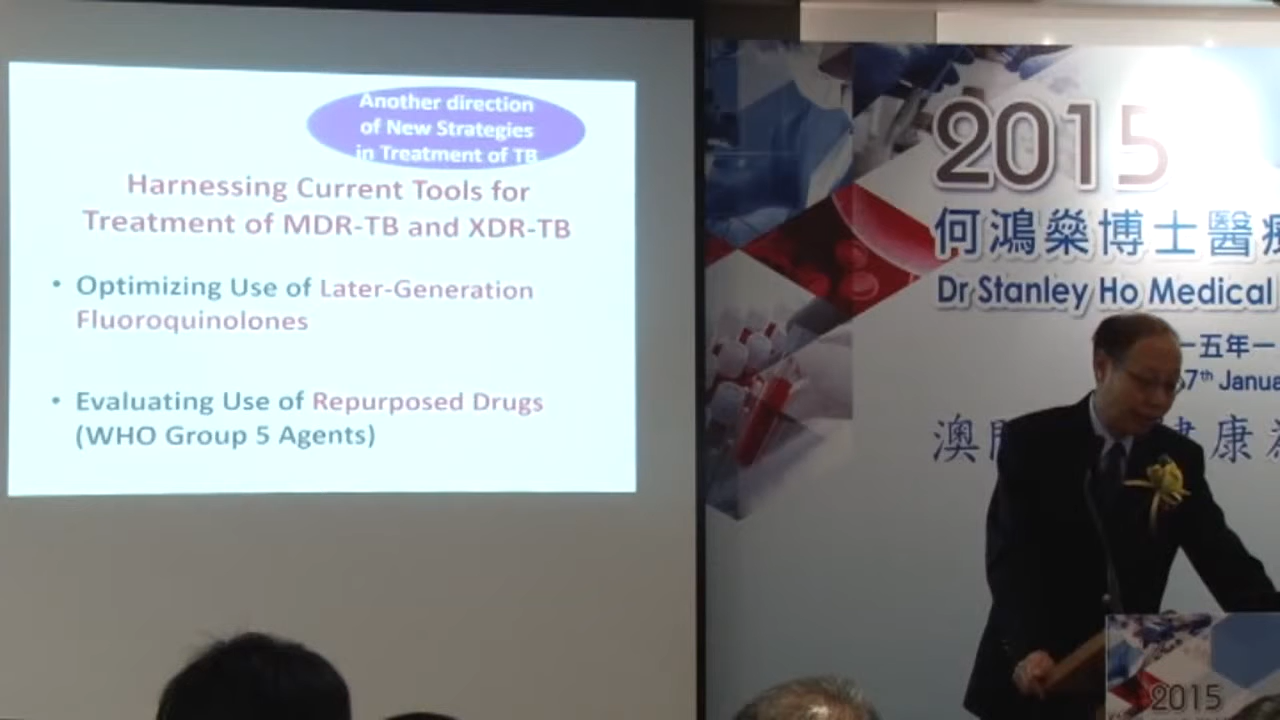 Another direction
of New Strategies
in Treatment of TB
Harnessing Current Tools for
Treatment of MDR-TB and XDR-TB
• Optimizing Use of Later-Generation
Fluoroquinolones
• Evaluating Use of Repurposed Drugs
(WHO Group 5 Agents)
2015
何鴻燊博士醫療
Dr Stanley Ho Medical
一五年一
7th Janua
澳 康
2015